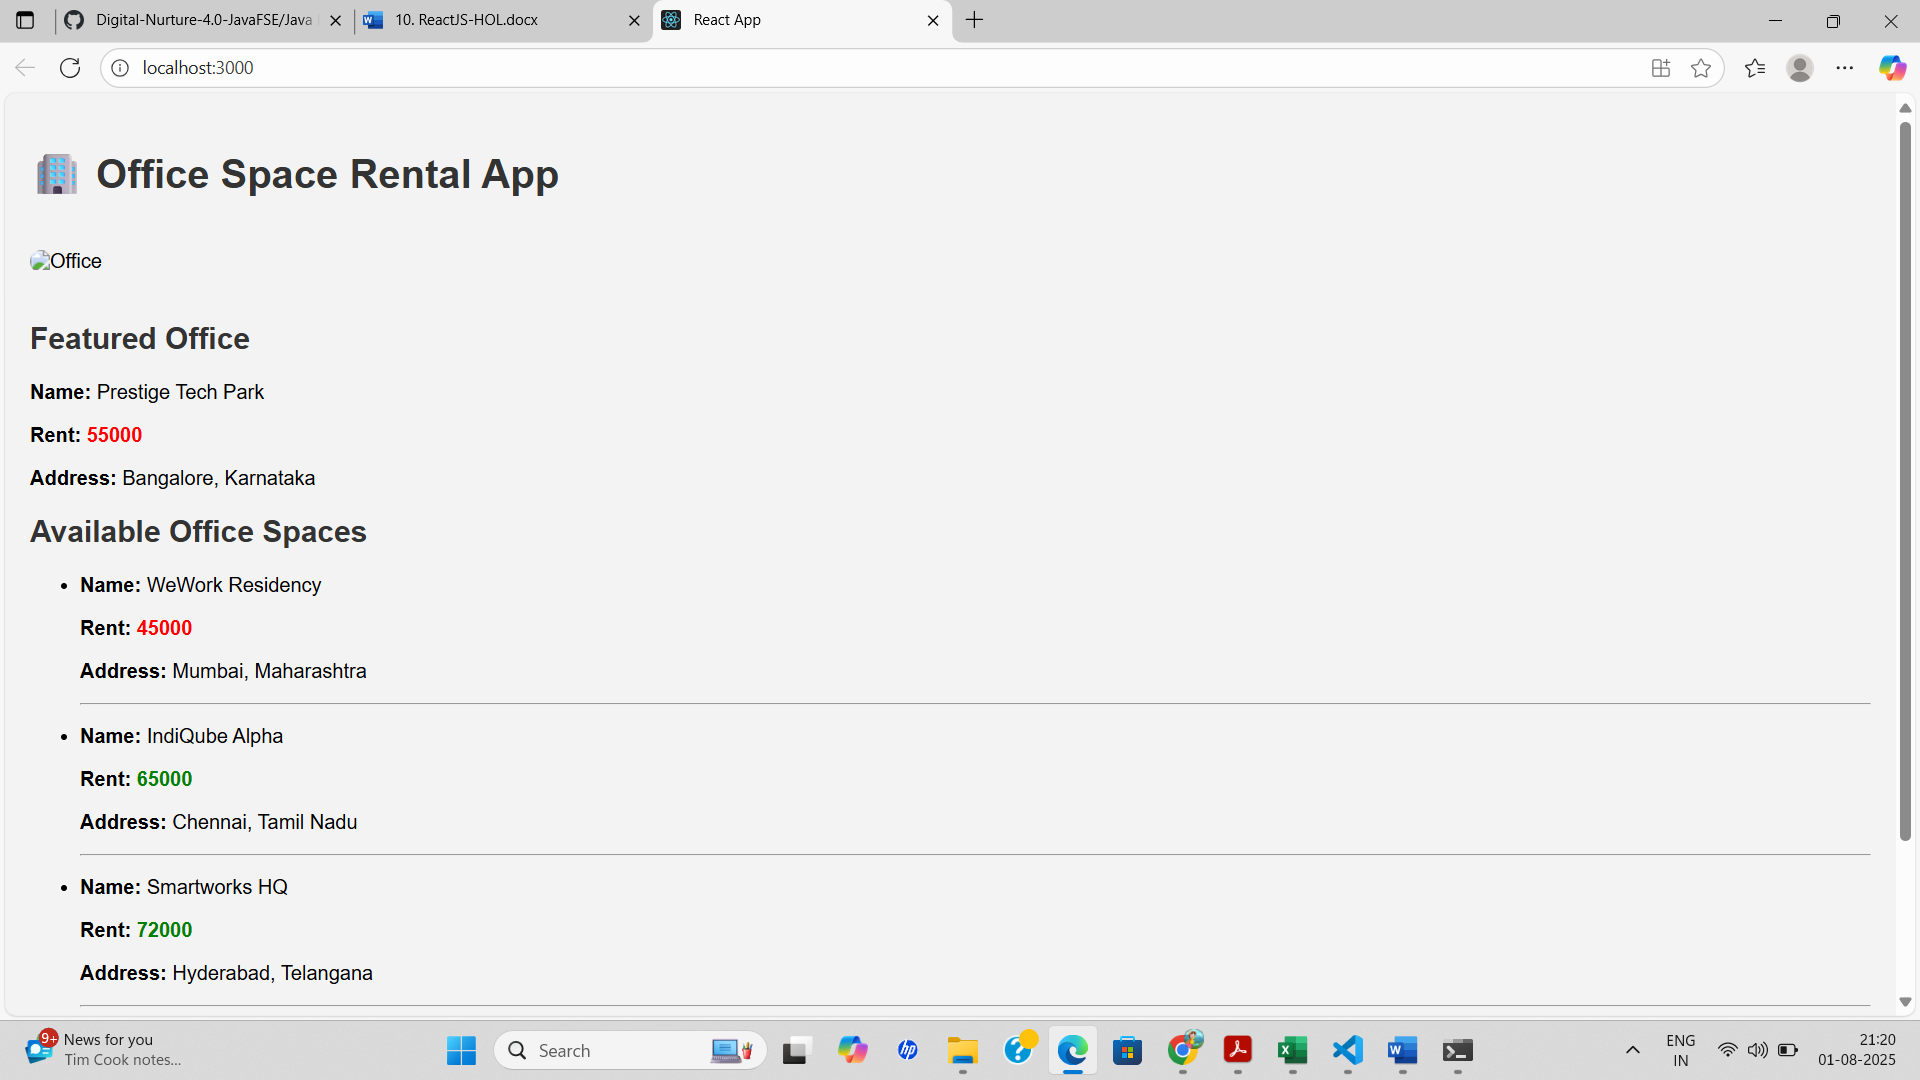 Digital-Nurture-4.0-JavaFSE/Java
10. ReactJS-HOL.docx
React App
localhost:3000
Office Space Rental App
Office
Featured Office
Name: Prestige Tech Park
Rent: 55000
Address: Bangalore, Karnataka
Available Office Spaces
Name: WeWork Residency
Rent: 45000
Address: Mumbai, Maharashtra
Name: IndiQube Alpha
Rent: 65000
Address: Chennai, Tamil Nadu
Name: Smartworks HQ
Rent: 72000
Address: Hyderabad, Telangana
9+
News for you
Tim Cook notes...
Search
hp
ENG
IN
21:20
01-08-2025